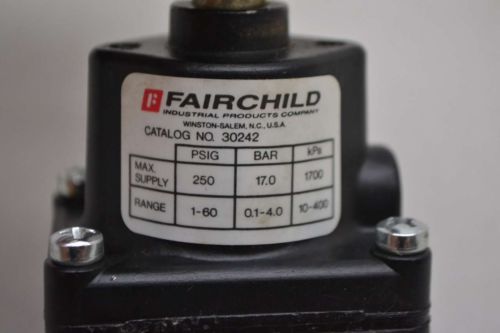 FAIRCHILD
INDUSTRIAL PRODUCTS COMPANY
WINSTON-SALEM, N.C., U.S.A.
CATALOG NO. 30242
PSIG BAR kPa
MAX. SUPPLY 250 17.0 1700
RANGE 1-60 0.1-4.0 10-400